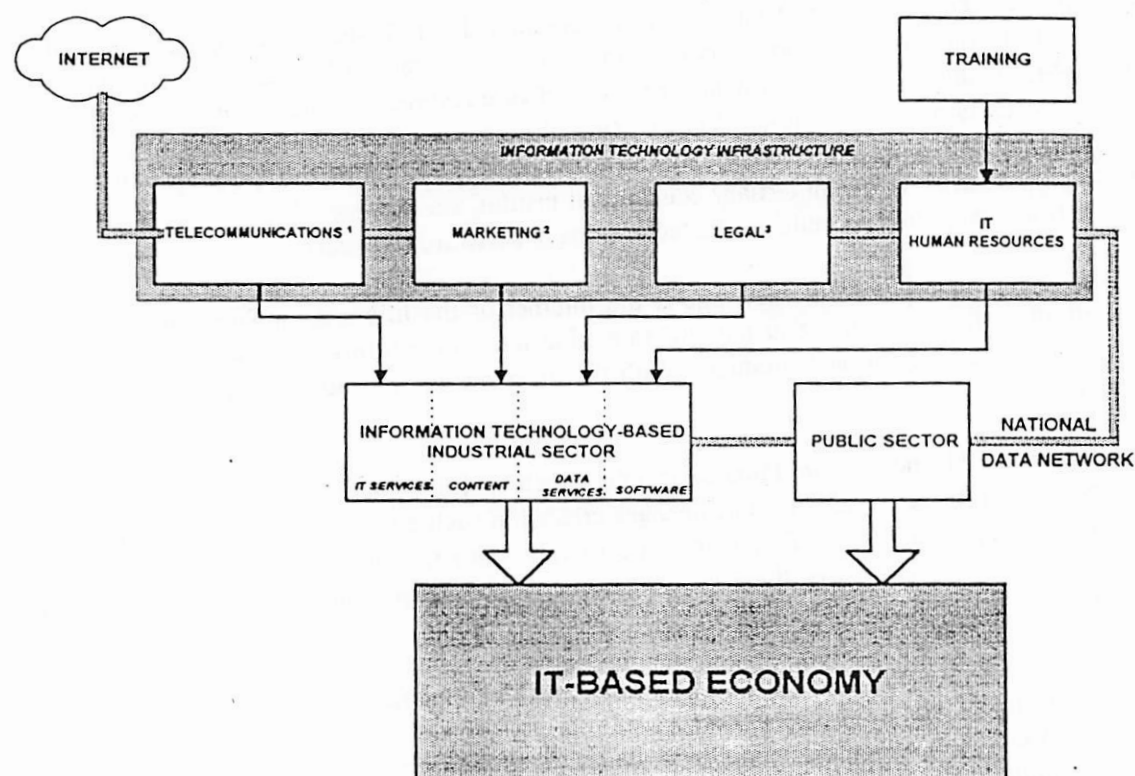 INTERNET
TRAINING
INFORMATION TECHNOLOGY INFRASTRUCTURE
TELECOMMUNICATIONS ¹
MARKETING ²
LEGAL³
IT
HUMAN RESOURCES
INFORMATION TECHNOLOGY-BASED
INDUSTRIAL SECTOR
IT SERVICES
CONTENT
DATA
SERVICES
SOFTWARE
PUBLIC SECTOR
NATIONAL
DATA NETWORK
IT-BASED ECONOMY